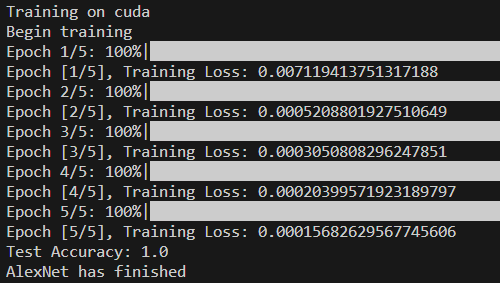 Training on cuda
Begin training
Epoch 1/5: 100%|
Epoch [1/5], Training Loss: 0.007119413751317188
Epoch 2/5: 100%|
Epoch [2/5], Training Loss: 0.0005208801927510649
Epoch 3/5: 100%|
Epoch [3/5], Training Loss: 0.0003050808296247851
Epoch 4/5: 100%|
Epoch [4/5], Training Loss: 0.00020399571923189797
Epoch 5/5: 100%|
Epoch [5/5], Training Loss: 0.00015682629567745606
Test Accuracy: 1.0
AlexNet has finished